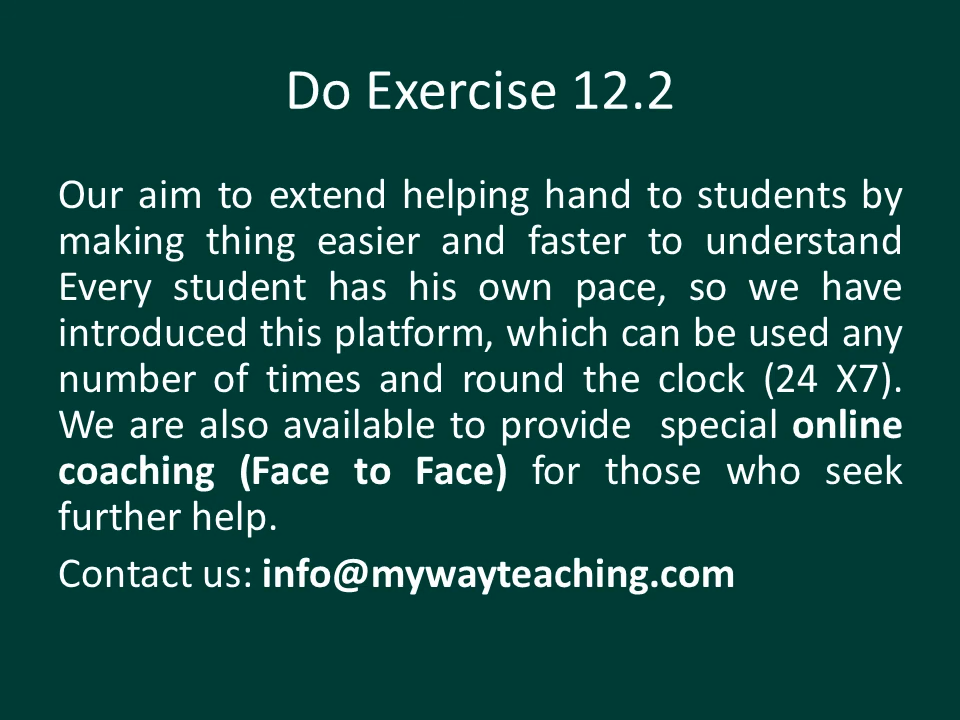 Do Exercise 12.2
Our aim to extend helping hand to students by
making thing easier and faster to understand
Every student has his own pace, so we have
introduced this platform, which can be used any
number of times and round the clock (24 X7).
We are also available to provide  special online
coaching (Face to Face) for those who seek
further help.
Contact us: info@mywayteaching.com